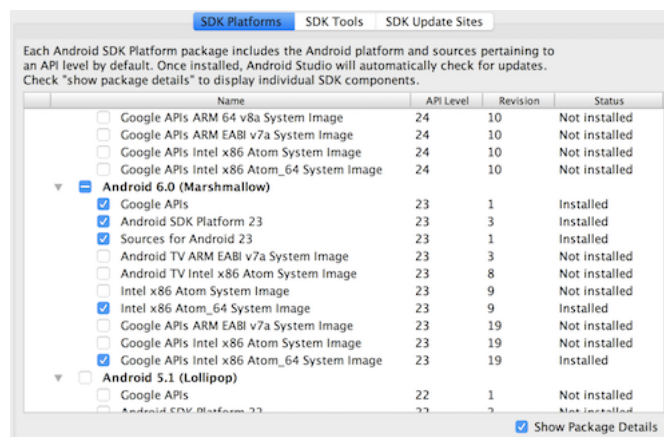 SDK Platforms SDK Tools SDK Update Sites
Each Android SDK Platform package includes the Android platform and sources pertaining to
an API level by default. Once installed, Android Studio will automatically check for updates.
Check "show package details" to display individual SDK components.
Name API Level Revision Status
Google APIs ARM 64 v8a System Image 24 10 Not installed
Google APIs ARM EABI v7a System Image 24 10 Not installed
Google APIs Intel x86 Atom System Image 24 10 Not installed
Google APIs Intel x86 Atom_64 System Image 24 10 Not installed
Android 6.0 (Marshmallow)
Google APIs 23 1 Installed
Android SDK Platform 23 23 3 Installed
Sources for Android 23 23 1 Installed
Android TV ARM EABI v7a System Image 23 3 Not installed
Android TV Intel x86 Atom System Image 23 8 Not installed
Intel x86 Atom System Image 23 9 Not installed
Intel x86 Atom_64 System Image 23 9 Installed
Google APIs ARM EABI v7a System Image 23 19 Not installed
Google APIs Intel x86 Atom System Image 23 19 Not installed
Google APIs Intel x86 Atom_64 System Image 23 19 Installed
Android 5.1 (Lollipop)
Google APIs 22 1 Not installed
Android SDK Platform 22 22 2 Not installed
Show Package Details